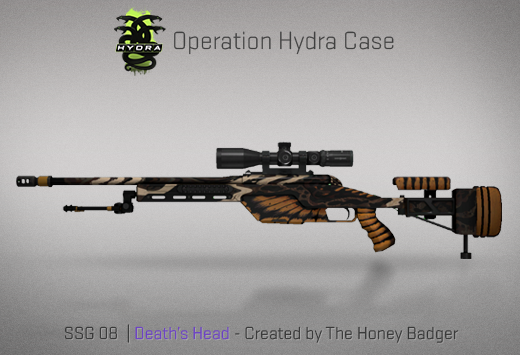 HYDRA
Operation Hydra Case
SSG 08 | Death's Head - Created by The Honey Badger